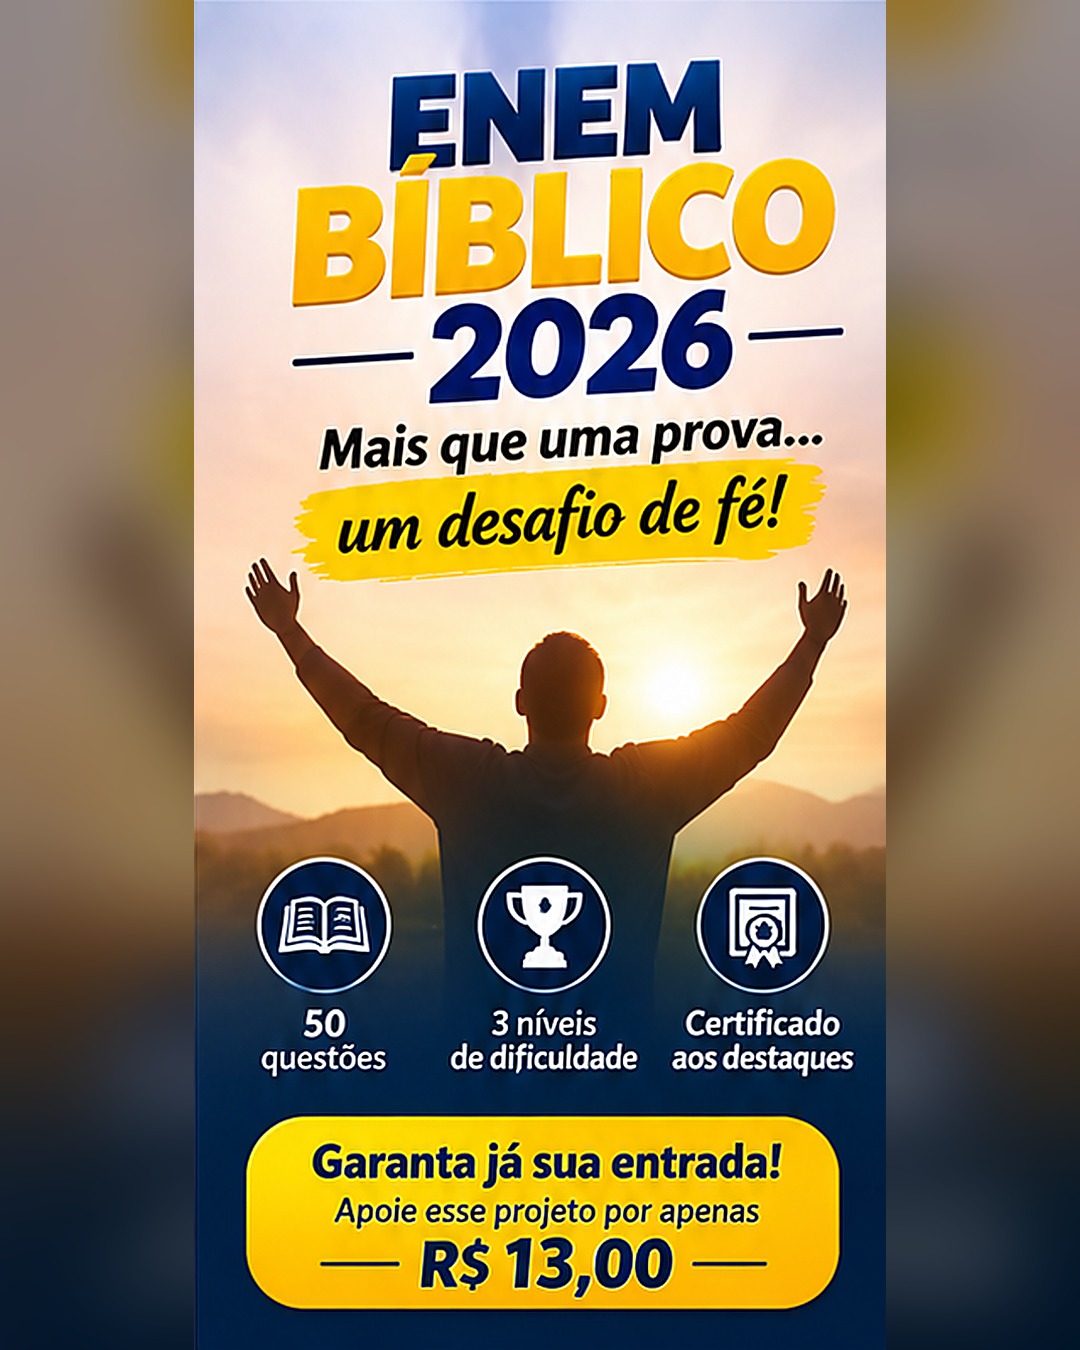 ENEM
BÍBLICO
2026
Mais que uma prova...
um desafio de fé!
50
questões
3 níveis
de dificuldade
Certificado
aos destaques
Garanta já sua entrada!
Apoie esse projeto por apenas
R$ 13,00